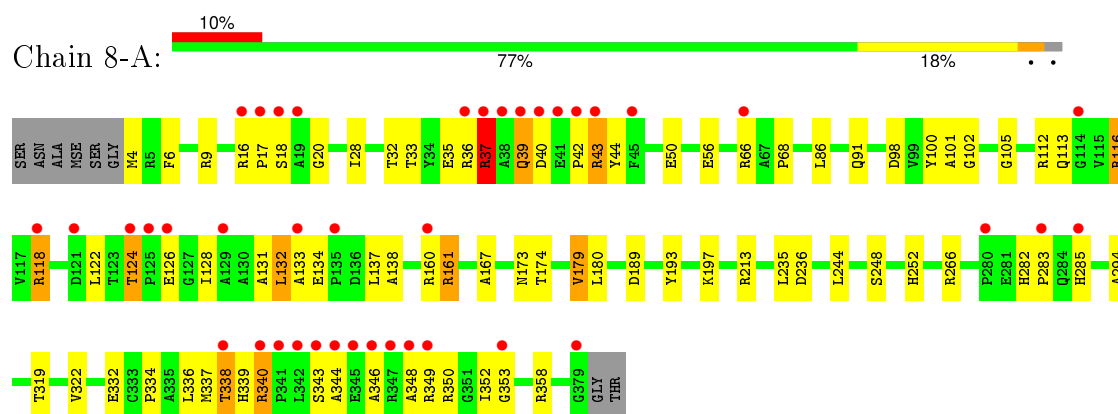 10%
Chain 8-A:
77% 18% • •
SER ASN ALA MSE SER GLY M4 R5 F6 R9 R16 P17 S18 A19 G20 I28 T32 T33 Y34 E35 R36 R37 A38 Q39 D40 E41 P42 R43 Y44 F45 E50 E56 R66 A67 P68 L86 Q91 D98 V99 Y100 A101 G102 G105 R112 Q113 G114 V115 R116
V117 R118 D121 L122 T123 T124 P125 E126 G127 I128 A129 A130 A131 L132 A133 E134 P135 D136 L137 A138 R160 R161 A167 N173 T174 V179 L180 D189 Y193 K197 R213 L235 D236 L244 S248 H252 R266 P280 E281 H282 P283 Q284 H285 A294
T319 V322 E332 C333 P334 A335 L336 M337 T338 H339 R340 P341 L342 S343 A344 E345 A346 R347 A348 R349 R350 G351 I352 G353 R358 G379 GLY THR